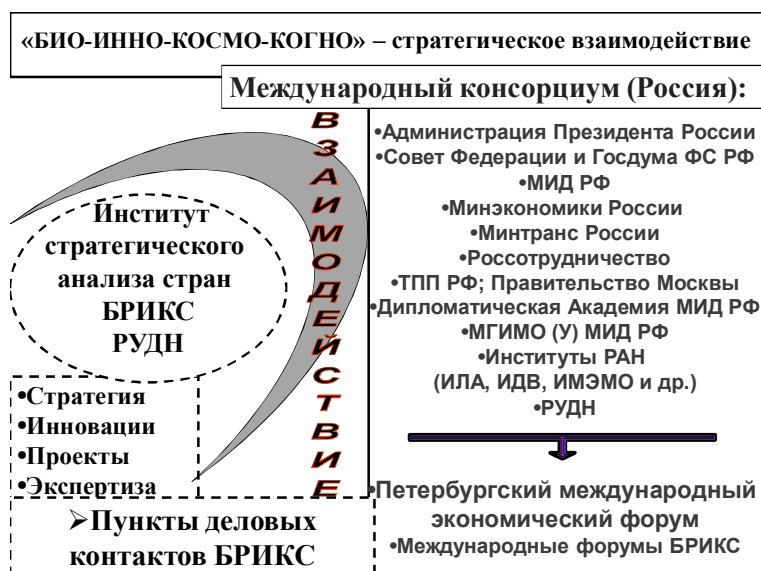 «БИО-ИННО-КОСМО-КОГНО» – стратегическое взаимодействие
Международный консорциум (Россия):
ВЗАИМОДЕЙСТВИЕ
Институт
стратегического
анализа стран
БРИКС
РУДН
•Стратегия
•Инновации
•Проекты
•Экспертиза
➢Пункты деловых
контактов БРИКС
•Администрация Президента России
•Совет Федерации и Госдума ФС РФ
•МИД РФ
•Минэкономики России
•Минтранс России
•Россотрудничество
•ТПП РФ; Правительство Москвы
•Дипломатическая Академия МИД РФ
•МГИМО (У) МИД РФ
•Институты РАН
(ИЛА, ИДВ, ИМЭМО и др.)
•РУДН
•Петербургский международный
экономический форум
•Международные форумы БРИКС